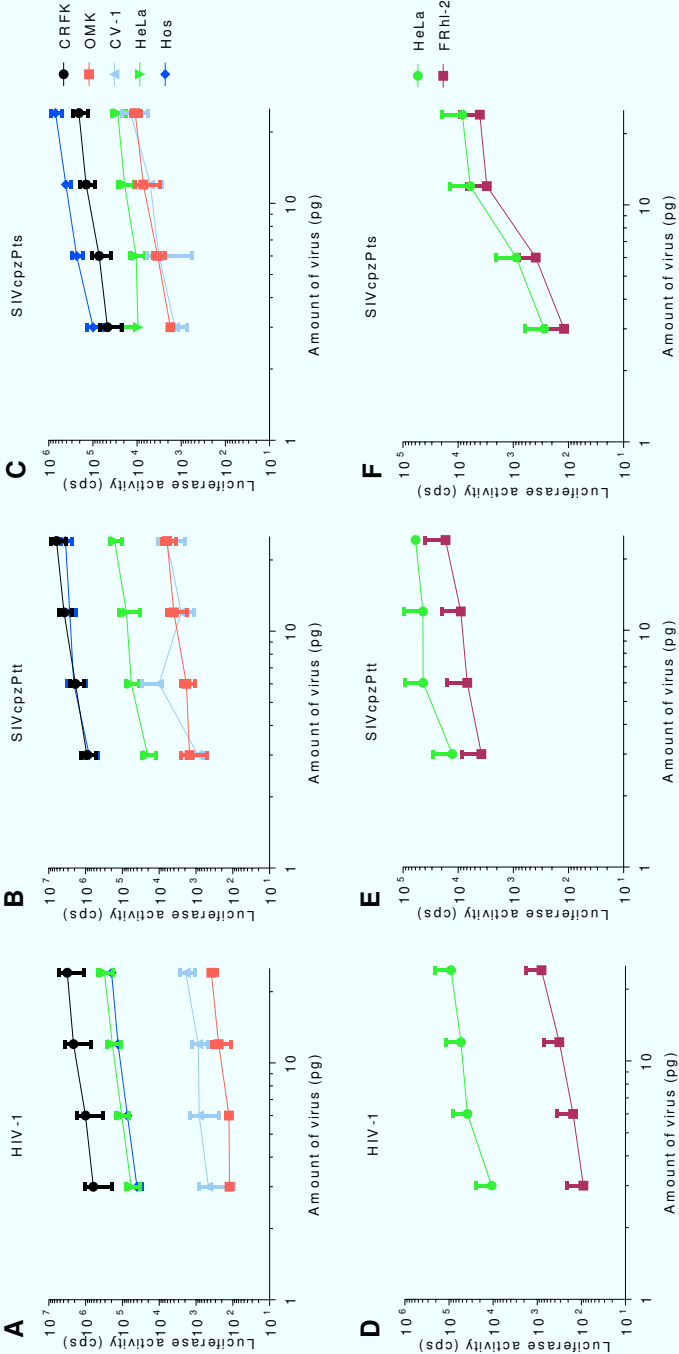 A
HIV-1
Luciferase activity (cps)
10 7
10 6
10 5
10 4
10 3
10 2
10 1
1
10
Amount of virus (pg)
B
SIVcpzPtt
Luciferase activity (cps)
10 7
10 6
10 5
10 4
10 3
10 2
10 1
1
10
Amount of virus (pg)
C
SIVcpzPts
Luciferase activity (cps)
10 6
10 5
10 4
10 3
10 2
10 1
1
10
Amount of virus (pg)
CRFK
OMK
CV-1
HeLa
Hos
D
HIV-1
Luciferase activity (cps)
10 6
10 5
10 4
10 3
10 2
10 1
1
10
Amount of virus (pg)
E
SIVcpzPtt
Luciferase activity (cps)
10 5
10 4
10 3
10 2
10 1
1
10
Amount of virus (pg)
F
SIVcpzPts
Luciferase activity (cps)
10 5
10 4
10 3
10 2
10 1
1
10
Amount of virus (pg)
HeLa
FRhl-2